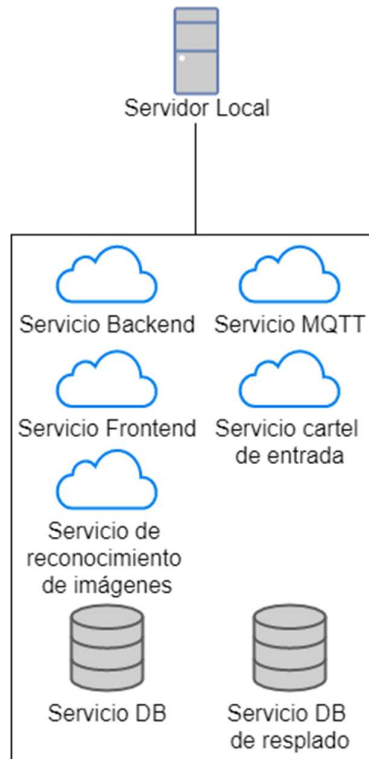 Servidor Local
Servicio Backend
Servicio MQTT
Servicio Frontend
Servicio cartel
de entrada
Servicio de
reconocimiento
de imágenes
Servicio DB
Servicio DB
de resplado